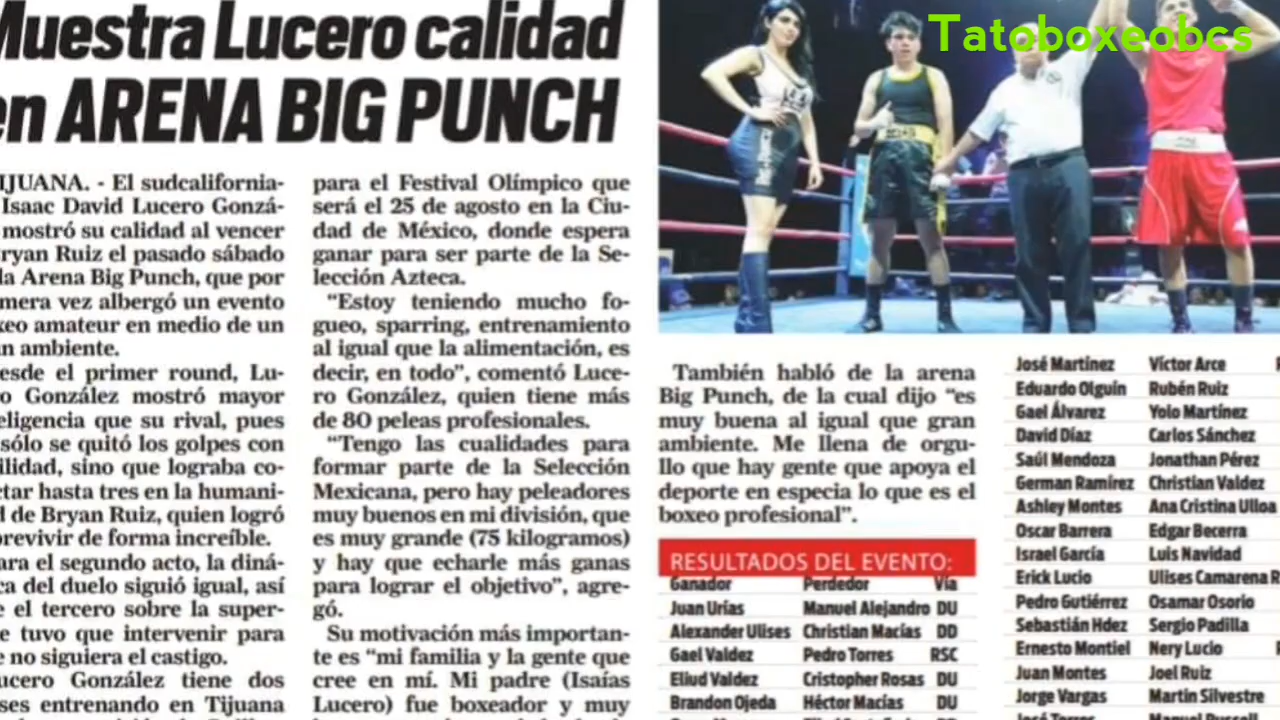 Muestra Lucero calidad
en ARENA BIG PUNCH
IJUANA. - El sudcalifornia-
Isaac David Lucero Gonzá-
mostró su calidad al vencer
ryan Ruiz el pasado sábado
la Arena Big Punch, que por
mera vez albergó un evento
xeo amateur en medio de un
n ambiente.
esde el primer round, Lu-
o González mostró mayor
eligencia que su rival, pues
sólo se quitó los golpes con
ilidad, sino que lograba co-
ctar hasta tres en la humani-
d de Bryan Ruiz, quien logró
brevivir de forma increíble.
ara el segundo acto, la diná-
ca del duelo siguió igual, así
e el tercero sobre la super-
e tuvo que intervenir para
e no siguiera el castigo.
ucero González tiene dos
ses entrenando en Tijuana
para el Festival Olímpico que
será el 25 de agosto en la Ciu-
dad de México, donde espera
ganar para ser parte de la Se-
lección Azteca.
“Estoy teniendo mucho fo-
gueo, sparring, entrenamiento
al igual que la alimentación, es
decir, en todo”, comentó Luce-
ro González, quien tiene más
de 80 peleas profesionales.
“Tengo las cualidades para
formar parte de la Selección
Mexicana, pero hay peleadores
muy buenos en mi división, que
es muy grande (75 kilogramos)
y hay que echarle más ganas
para lograr el objetivo”, agre-
gó.
Su motivación más importan-
te es “mi familia y la gente que
cree en mí. Mi padre (Isaías
Lucero) fue boxeador y muy
Tatoboxeobcs
También habló de la arena
Big Punch, de la cual dijo “es
muy buena al igual que gran
ambiente. Me llena de orgu-
llo que hay gente que apoya el
deporte en especia lo que es el
boxeo profesional”.
RESULTADOS DEL EVENTO:
Ganador Perdedor Vía
Juan Urías Manuel Alejandro DU
Alexander Ulises Christian Macías DD
Gael Valdez Pedro Torres RSC
Eliud Valdez Cristopher Rosas DU
Brandon Ojeda Héctor Macías DU
José Martínez Víctor Arce
Eduardo Olguín Rubén Ruiz
Gael Álvarez Yolo Martínez
David Díaz Carlos Sánchez
Saúl Mendoza Jonathan Pérez
German Ramírez Christian Valdez
Ashley Montes Ana Cristina Ulloa
Oscar Barrera Edgar Becerra
Israel García Luis Navidad
Erick Lucio Ulises Camarena R
Pedro Gutiérrez Osamar Osorio
Sebastián Hdez Sergio Padilla
Ernesto Montiel Nery Lucio
Juan Montes Joel Ruiz
Jorge Vargas Martin Silvestre
José Torres Manuel Russell